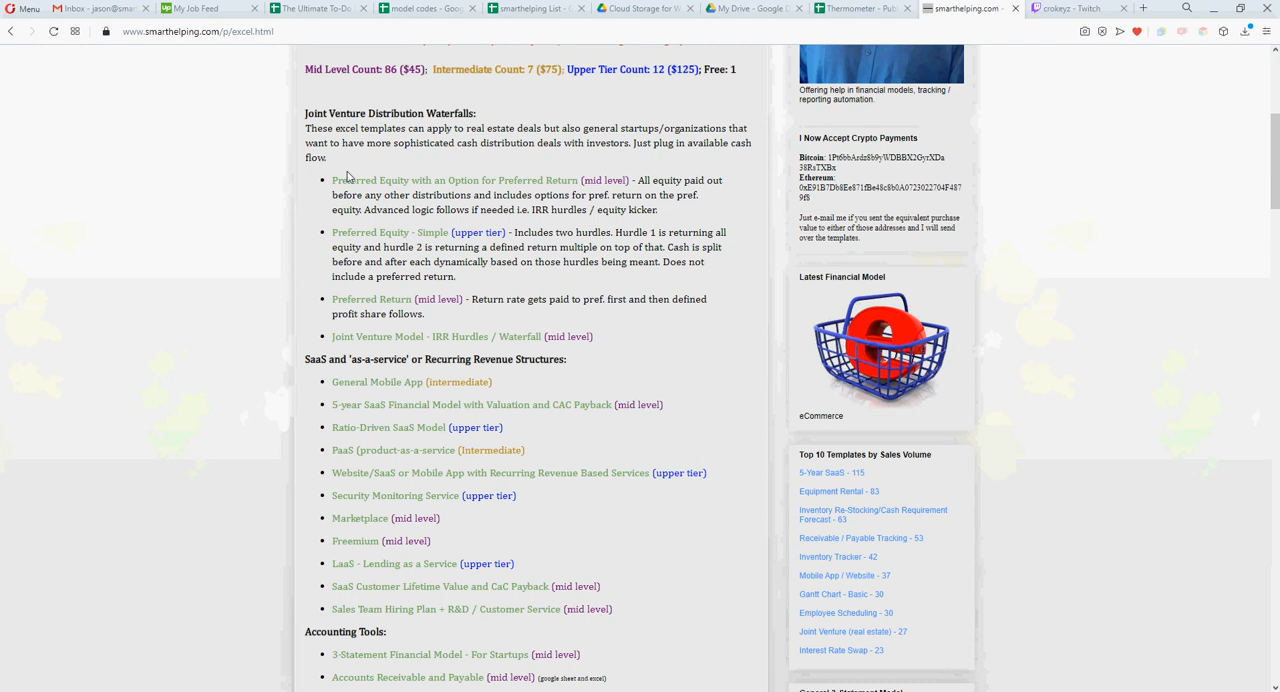 Menu
Inbox - jason@smar
My Job Feed
The Ultimate To-Do
model codes - Goog
smarthelping List - G
Cloud Storage for W
My Drive - Google D
Thermometer - Publ
smarthelping.com -
crokeyz - Twitch
www.smarthelping.com/p/excel.html
Mid Level Count: 86 ($45); Intermediate Count: 7 ($75); Upper Tier Count: 12 ($125); Free: 1
Joint Venture Distribution Waterfalls:
These excel templates can apply to real estate deals but also general startups/organizations that
want to have more sophisticated cash distribution deals with investors. Just plug in available cash
flow.
• Preferred Equity with an Option for Preferred Return (mid level) - All equity paid out
before any other distributions and includes options for pref. return on the pref.
equity. Advanced logic follows if needed i.e. IRR hurdles / equity kicker.
• Preferred Equity - Simple (upper tier) - Includes two hurdles. Hurdle 1 is returning all
equity and hurdle 2 is returning a defined return multiple on top of that. Cash is split
before and after each dynamically based on those hurdles being meant. Does not
include a preferred return.
• Preferred Return (mid level) - Return rate gets paid to pref. first and then defined
profit share follows.
• Joint Venture Model - IRR Hurdles / Waterfall (mid level)
SaaS and 'as-a-service' or Recurring Revenue Structures:
• General Mobile App (intermediate)
• 5-year SaaS Financial Model with Valuation and CAC Payback (mid level)
• Ratio-Driven SaaS Model (upper tier)
• PaaS (product-as-a-service (Intermediate)
• Website/SaaS or Mobile App with Recurring Revenue Based Services (upper tier)
• Security Monitoring Service (upper tier)
• Marketplace (mid level)
• Freemium (mid level)
• LaaS - Lending as a Service (upper tier)
• SaaS Customer Lifetime Value and CaC Payback (mid level)
• Sales Team Hiring Plan + R&D / Customer Service (mid level)
Accounting Tools:
• 3-Statement Financial Model - For Startups (mid level)
• Accounts Receivable and Payable (mid level) (google sheet and excel)
Offering help in financial models, tracking /
reporting automation.
I Now Accept Crypto Payments
Bitcoin:
Ethereum:
Just e-mail me if you sent the equivalent purchase
value to either of those addresses and I will send
over the templates.
Latest Financial Model
eCommerce
Top 10 Templates by Sales Volume
5-Year SaaS - 115
Equipment Rental - 83
Inventory Re-Stocking/Cash Requirement
Forecast - 63
Receivable / Payable Tracking - 53
Inventory Tracker - 42
Mobile App / Website - 37
Gantt Chart - Basic - 30
Employee Scheduling - 30
Joint Venture (real estate) - 27
Interest Rate Swap - 23